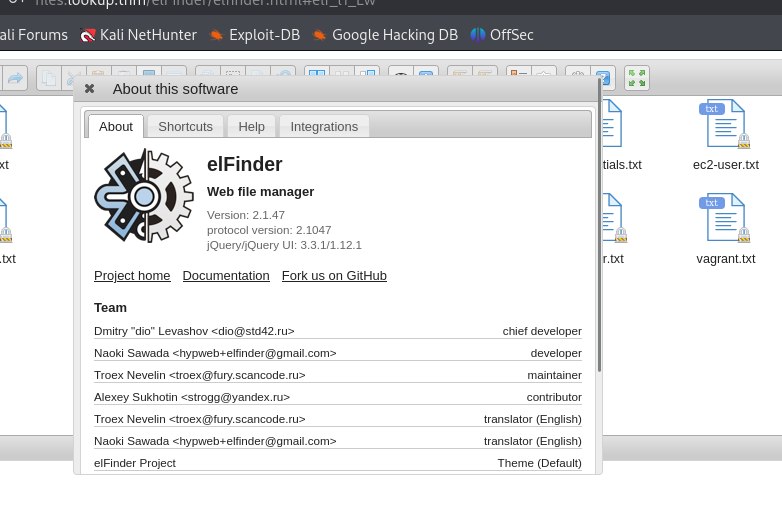 files.lookup.thm/elFinder/elfinder.html#elf_l1_Lw
ali Forums Kali NetHunter Exploit-DB Google Hacking DB OffSec
About this software
About Shortcuts Help Integrations
txt
xt
tials.txt
ec2-user.txt
elFinder
Web file manager
Version: 2.1.47
protocol version: 2.1047
jQuery/jQuery UI: 3.3.1/1.12.1
txt
.txt
r.txt
vagrant.txt
Project home Documentation Fork us on GitHub
Team
Dmitry "dio" Levashov <dio@std42.ru> chief developer
Naoki Sawada <hypweb+elfinder@gmail.com> developer
Troex Nevelin <troex@fury.scancode.ru> maintainer
Alexey Sukhotin <strogg@yandex.ru> contributor
Troex Nevelin <troex@fury.scancode.ru> translator (English)
Naoki Sawada <hypweb+elfinder@gmail.com> translator (English)
elFinder Project Theme (Default)